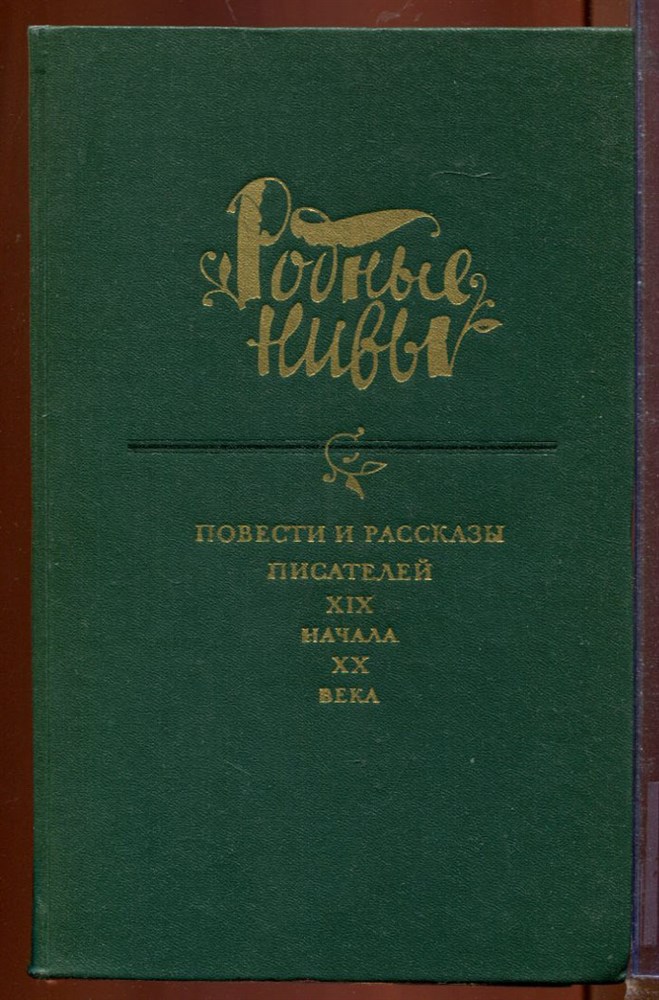 Родные
нивы
ПОВЕСТИ И РАССКАЗЫ
ПИСАТЕЛЕЙ
XIX
НАЧАЛА
XX
ВЕКА